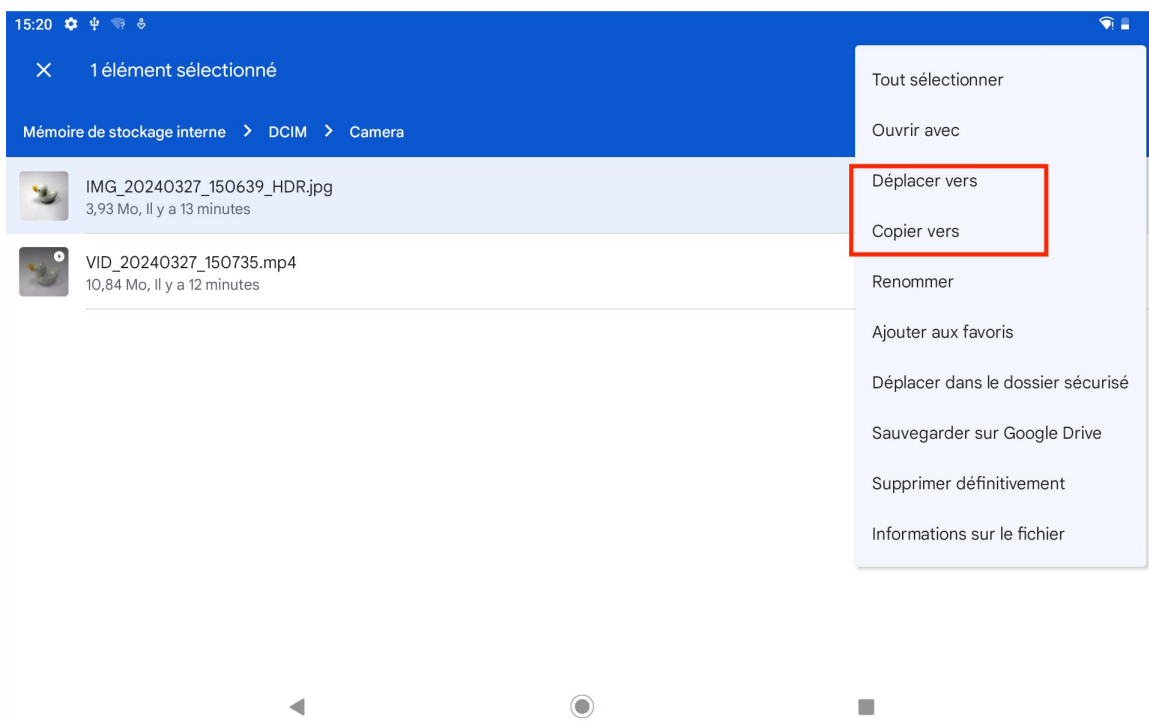 15:20
1 élément sélectionné
Mémoire de stockage interne > DCIM > Camera
IMG_20240327_150639_HDR.jpg
3,93 Mo, Il y a 13 minutes
VID_20240327_150735.mp4
10,84 Mo, Il y a 12 minutes
Tout sélectionner
Ouvrir avec
Déplacer vers
Copier vers
Renommer
Ajouter aux favoris
Déplacer dans le dossier sécurisé
Sauvegarder sur Google Drive
Supprimer définitivement
Informations sur le fichier